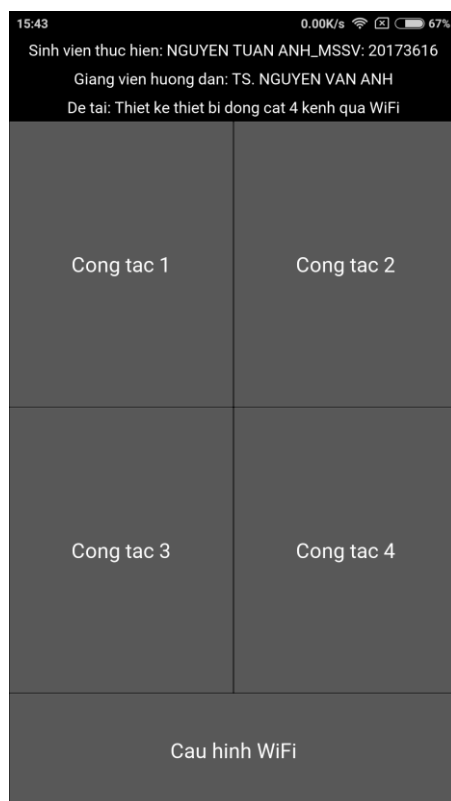 15:43 0.00K/s 67%
Sinh vien thuc hien: NGUYEN TUAN ANH_MSSV: 20173616
Giang vien huong dan: TS. NGUYEN VAN ANH
De tai: Thiet ke thiet bi dong cat 4 kenh qua WiFi
Cong tac 1
Cong tac 2
Cong tac 3
Cong tac 4
Cau hinh WiFi